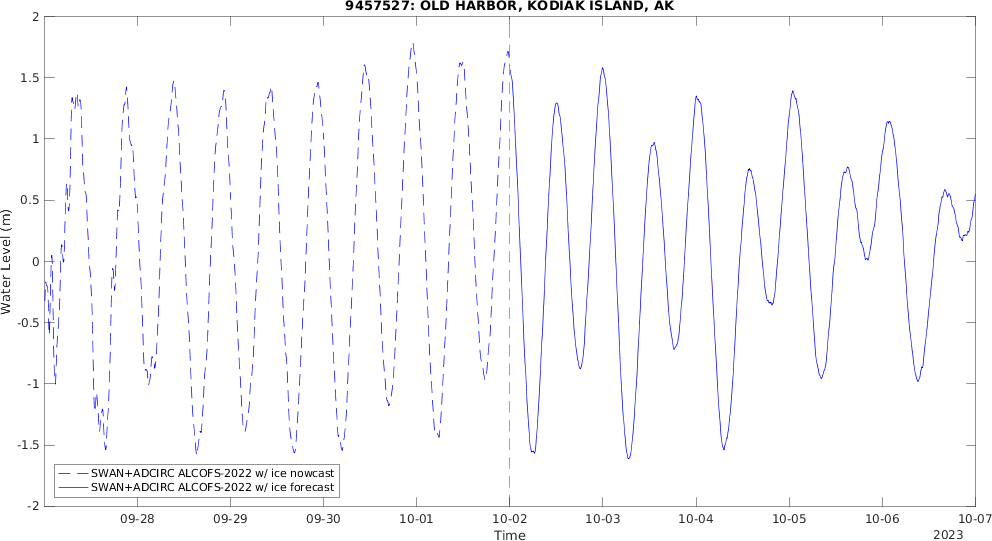 9457527: OLD HARBOR, KODIAK ISLAND, AK
2
1.5
1
0.5
0
-0.5
-1
-1.5
-2
Water Level (m)
SWAN+ADCIRC ALCOFS-2022 w/ ice nowcast
SWAN+ADCIRC ALCOFS-2022 w/ ice forecast
09-28 09-29 09-30 10-01 10-02 10-03 10-04 10-05 10-06 10-07
Time
2023